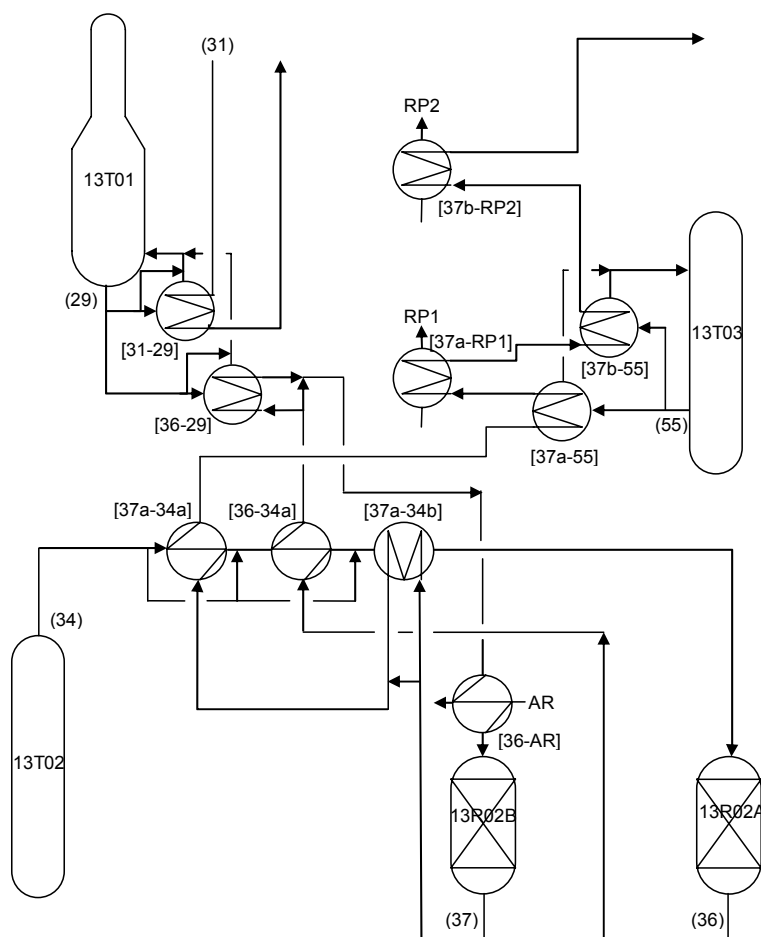 (31)
RP2
13T01
[37b-RP2]
(29)
RP1
[37a-RP1]
13T03
[31-29]
[37b-55]
[36-29]
(55)
[37a-55]
[37a-34a]
[36-34a]
[37a-34b]
(34)
AR
[36-AR]
13T02
13R02B
13R02A
(37)
(36)